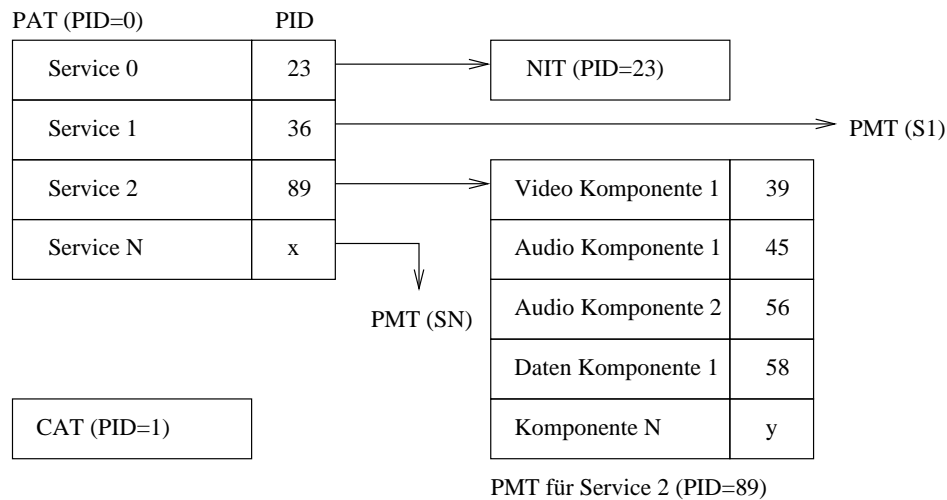 PAT (PID=0) PID
Service 0 23 NIT (PID=23)
Service 1 36 PMT (S1)
Service 2 89 Video Komponente 1 39
Service N x Audio Komponente 1 45
PMT (SN) Audio Komponente 2 56
Daten Komponente 1 58
CAT (PID=1) Komponente N y
PMT für Service 2 (PID=89)